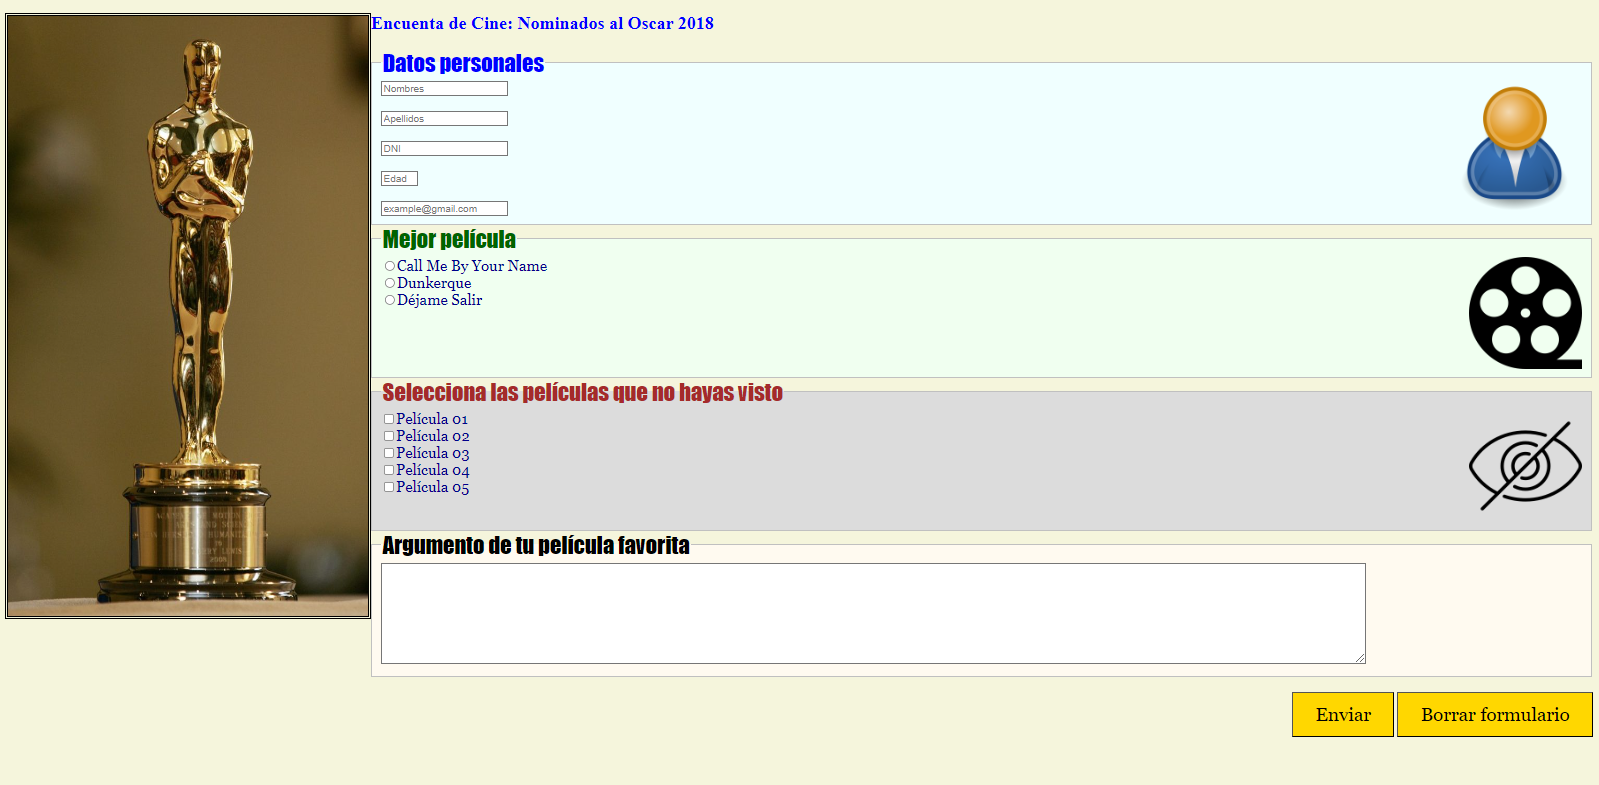 Encuenta de Cine: Nominados al Oscar 2018
Datos personales
Nombres
Apellidos
DNI
Edad
example@gmail.com
Mejor película
Call Me By Your Name
Dunkerque
Déjame Salir
Selecciona las películas que no hayas visto
Película 01
Película 02
Película 03
Película 04
Película 05
Argumento de tu película favorita
Enviar
Borrar formulario
2008